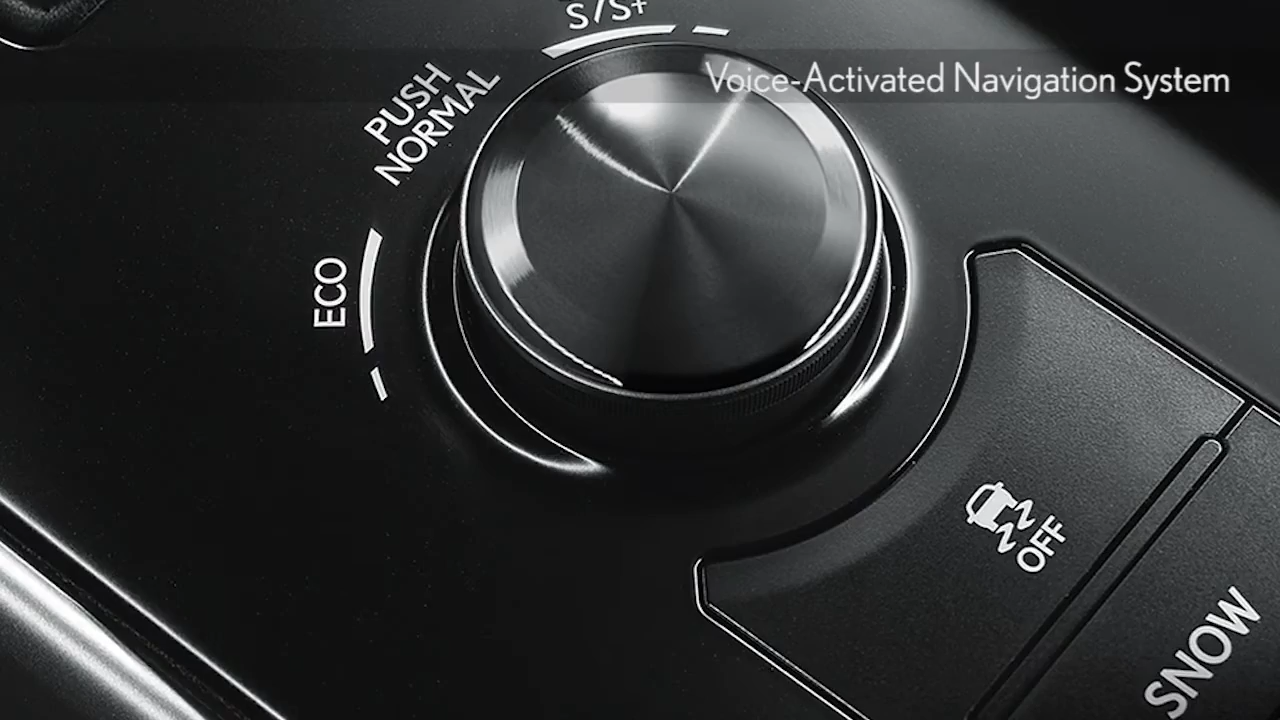 S/S+
Voice-Activated Navigation System
PUSH
NORMAL
ECO
OFF
SNOW